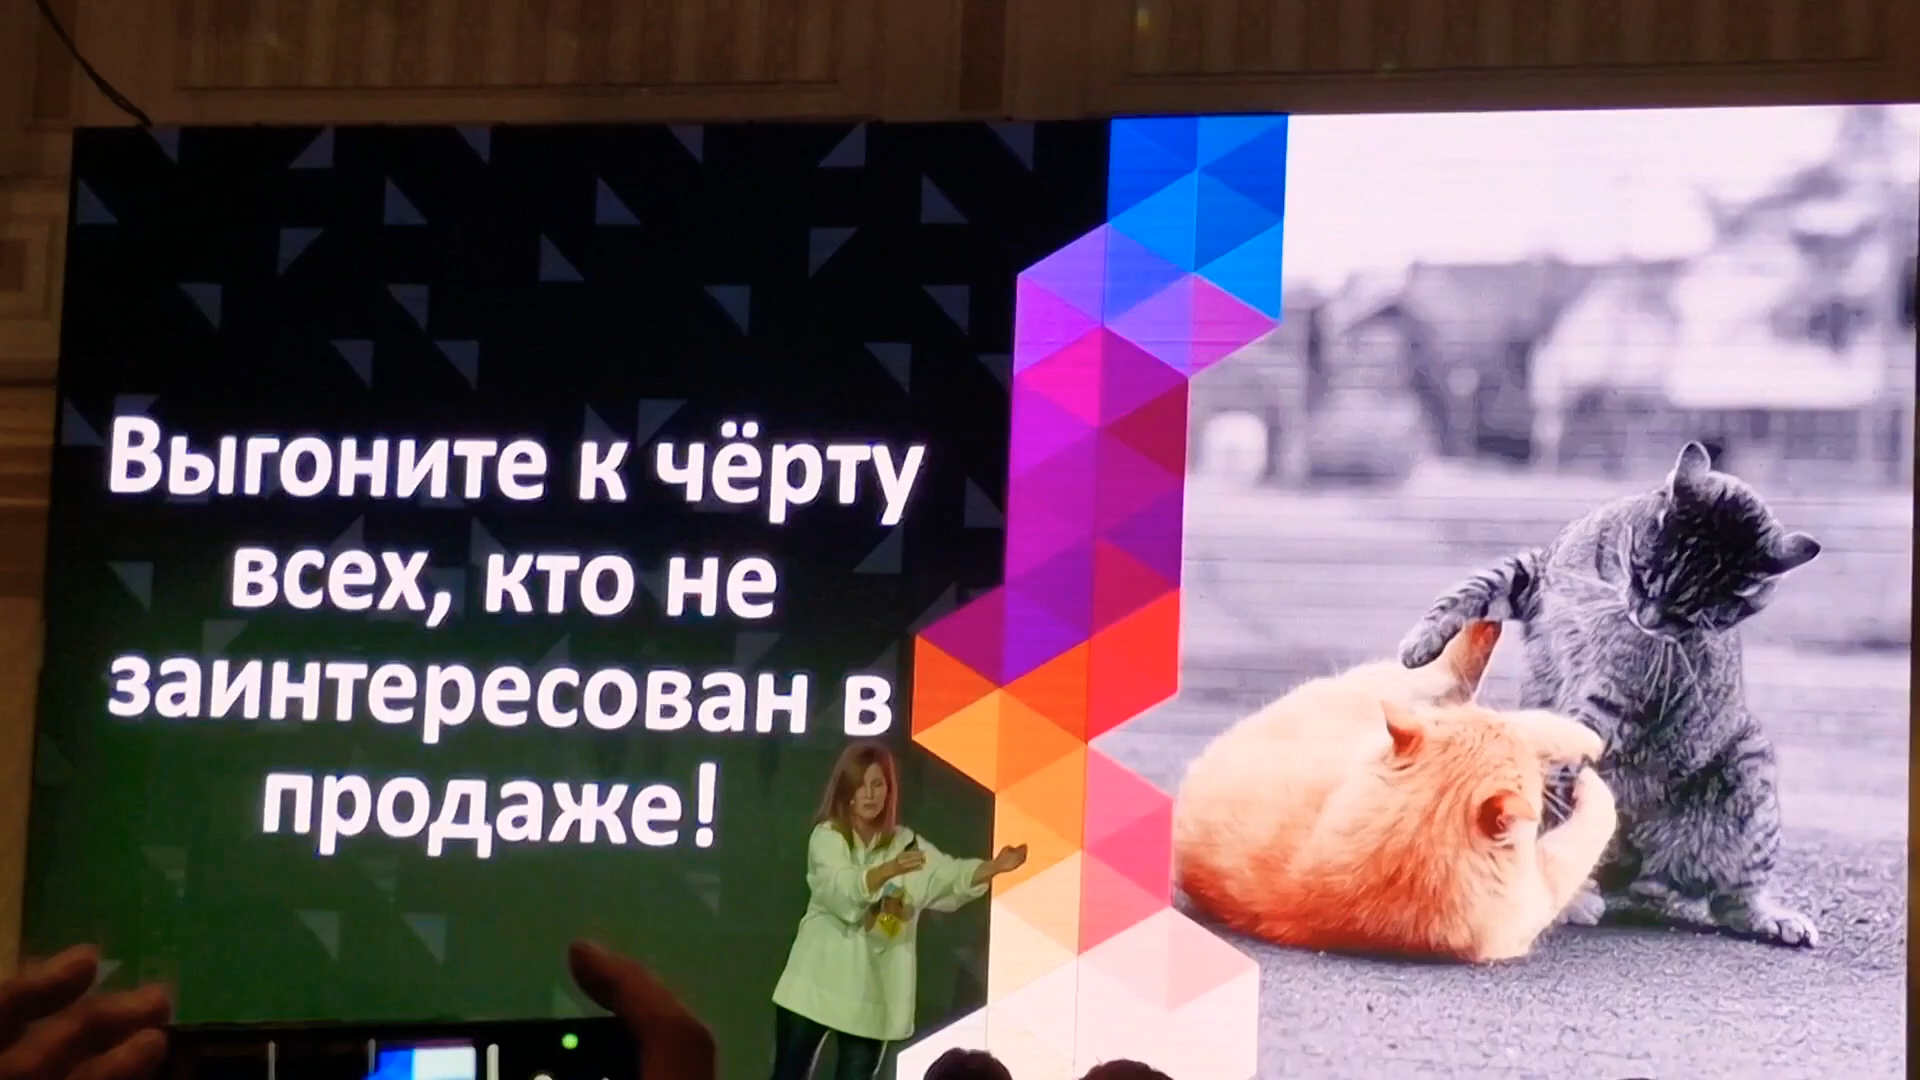 Выгоните к чёрту
всех, кто не
заинтересован в
продаже!